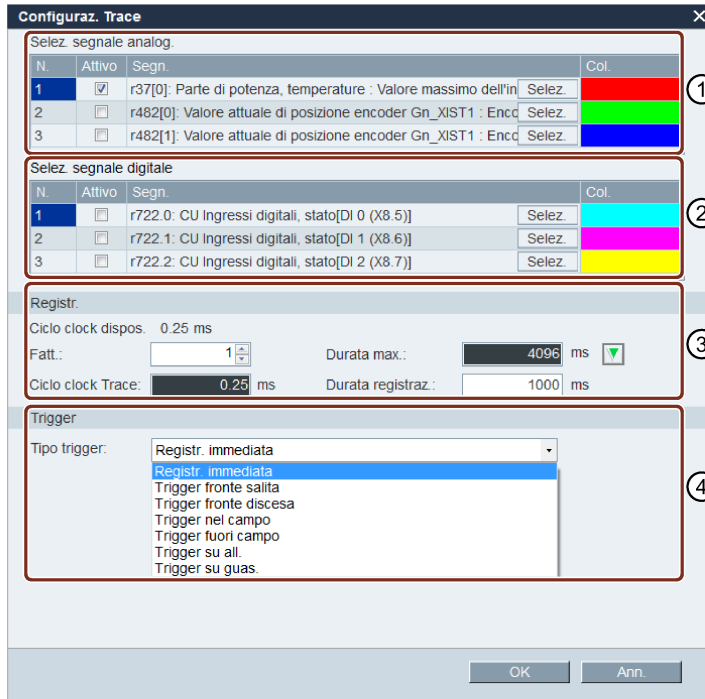 Configuraz. Trace
Selez. segnale analog.
N. Attivo Segn. Col.
1 r37[0]: Parte di potenza, temperature : Valore massimo dell'in Selez.
2 r482[0]: Valore attuale di posizione encoder Gn_XIST1 : Enco Selez.
3 r482[1]: Valore attuale di posizione encoder Gn_XIST1 : Enco Selez.
1
Selez. segnale digitale
N. Attivo Segn. Col.
1 r722.0: CU Ingressi digitali, stato[DI 0 (X8.5)] Selez.
2 r722.1: CU Ingressi digitali, stato[DI 1 (X8.6)] Selez.
3 r722.2: CU Ingressi digitali, stato[DI 2 (X8.7)] Selez.
2
Registr.
Ciclo clock dispos. 0.25 ms
Fatt.: 1 Durata max.: 4096 ms
3
Ciclo clock Trace: 0.25 ms Durata registraz.: 1000 ms
Trigger
Tipo trigger: Registr. immediata
Registr. immediata
Trigger fronte salita
Trigger fronte discesa
4
Trigger nel campo
Trigger fuori campo
Trigger su all.
Trigger su guas.
OK Ann.